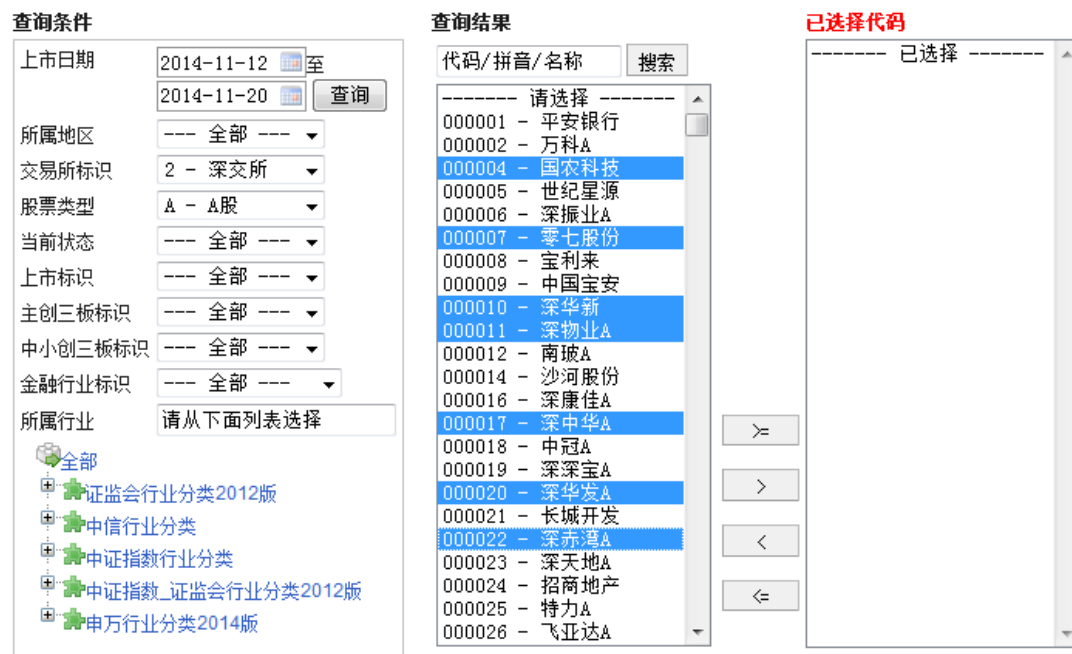 查询条件
上市日期
2014-11-12 至
2014-11-20 查询
所属地区 --- 全部 ---
交易所标识 2 - 深交所
股票类型 A - A股
当前状态 --- 全部 ---
上市标识 --- 全部 ---
主创三板标识 --- 全部 ---
中小创三板标识 --- 全部 ---
金融行业标识 --- 全部 ---
所属行业 请从下面列表选择
全部
证监会行业分类2012版
中信行业分类
中证指数行业分类
中证指数_证监会行业分类2012版
申万行业分类2014版
查询结果
代码/拼音/名称 搜索
------- 请选择 -------
000001 - 平安银行
000002 - 万科A
000004 - 国农科技
000005 - 世纪星源
000006 - 深振业A
000007 - 零七股份
000008 - 宝利来
000009 - 中国宝安
000010 - 深华新
000011 - 深物业A
000012 - 南玻A
000014 - 沙河股份
000016 - 深康佳A
000017 - 深中华A
000018 - 中冠A
000019 - 深深宝A
000020 - 深华发A
000021 - 长城开发
000022 - 深赤湾A
000023 - 深天地A
000024 - 招商地产
000025 - 特力A
000026 - 飞亚达A
>=
>
<
<=
已选择代码
------- 已选择 -------